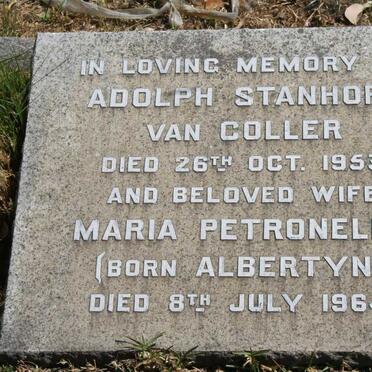 IN LOVING MEMORY
ADOLPH STANHOP
VAN COLLER
DIED 26TH OCT. 1953
AND BELOVED WIFE
MARIA PETRONEL
(BORN ALBERTYN
DIED 8TH JULY 196